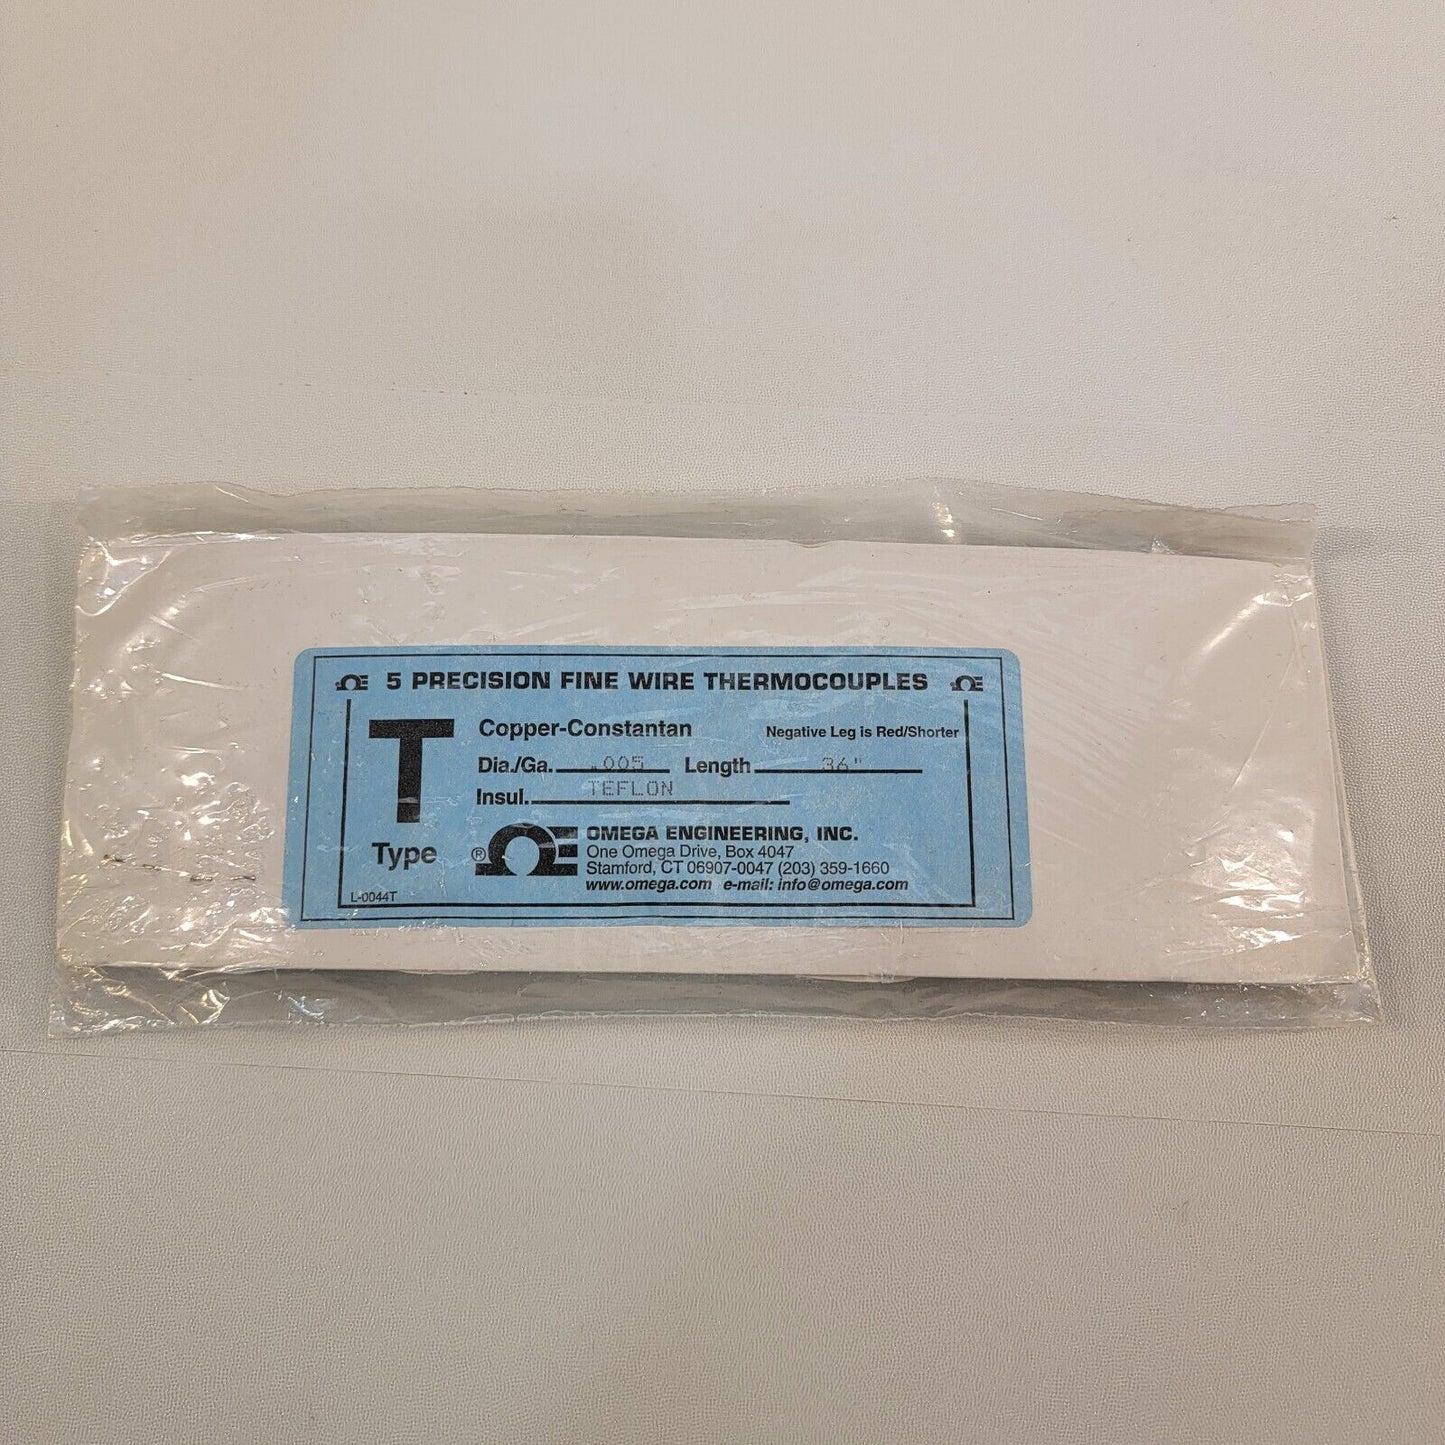 5 PRECISION FINE WIRE THERMOCOUPLES
T
Type
Copper-Constantan Negative Leg is Red/Shorter
Dia./Ga. .005 Length 36"
Insul. TEFLON
® OMEGA ENGINEERING, INC.
One Omega Drive, Box 4047
Stamford, CT 06907-0047 (203) 359-1660
www.omega.com e-mail: info@omega.com
L-0044T